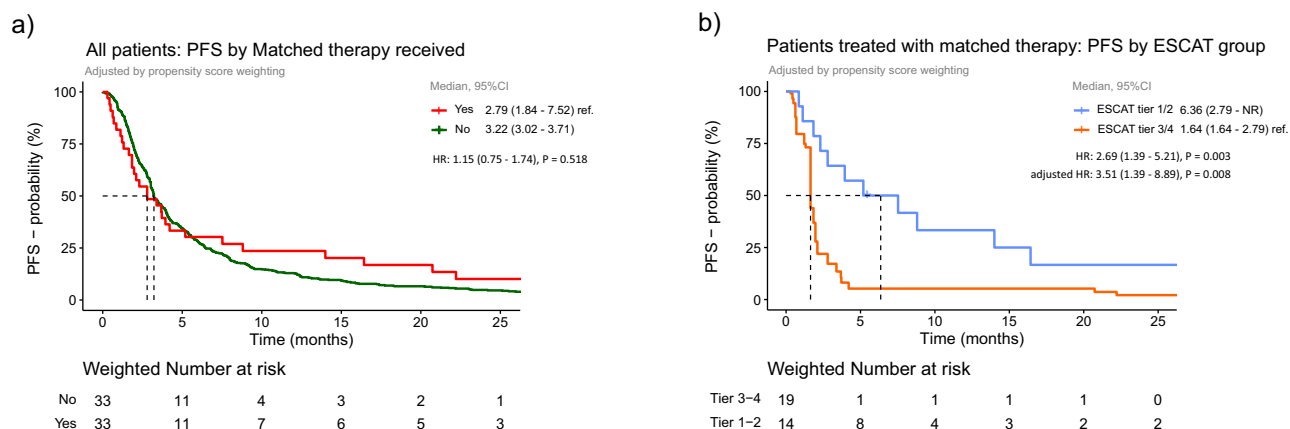 a)
All patients: PFS by Matched therapy received
Adjusted by propensity score weighting
Median, 95%CI
Yes 2.79 (1.84 - 7.52) ref.
No 3.22 (3.02 - 3.71)
HR: 1.15 (0.75 - 1.74), P = 0.518
PFS − probability (%)
100
75
50
25
0
0 5 10 15 20 25
Time (months)
Weighted Number at risk
No 33 11 4 3 2 1
Yes 33 11 7 6 5 3
b)
Patients treated with matched therapy: PFS by ESCAT group
Adjusted by propensity score weighting
Median, 95%CI
ESCAT tier 1/2 6.36 (2.79 - NR)
ESCAT tier 3/4 1.64 (1.64 - 2.79) ref.
HR: 2.69 (1.39 - 5.21), P = 0.003
adjusted HR: 3.51 (1.39 - 8.89), P = 0.008
PFS − probability (%)
100
75
50
25
0
0 5 10 15 20 25
Time (months)
Weighted Number at risk
Tier 3−4 19 1 1 1 1 0
Tier 1−2 14 8 4 3 2 2